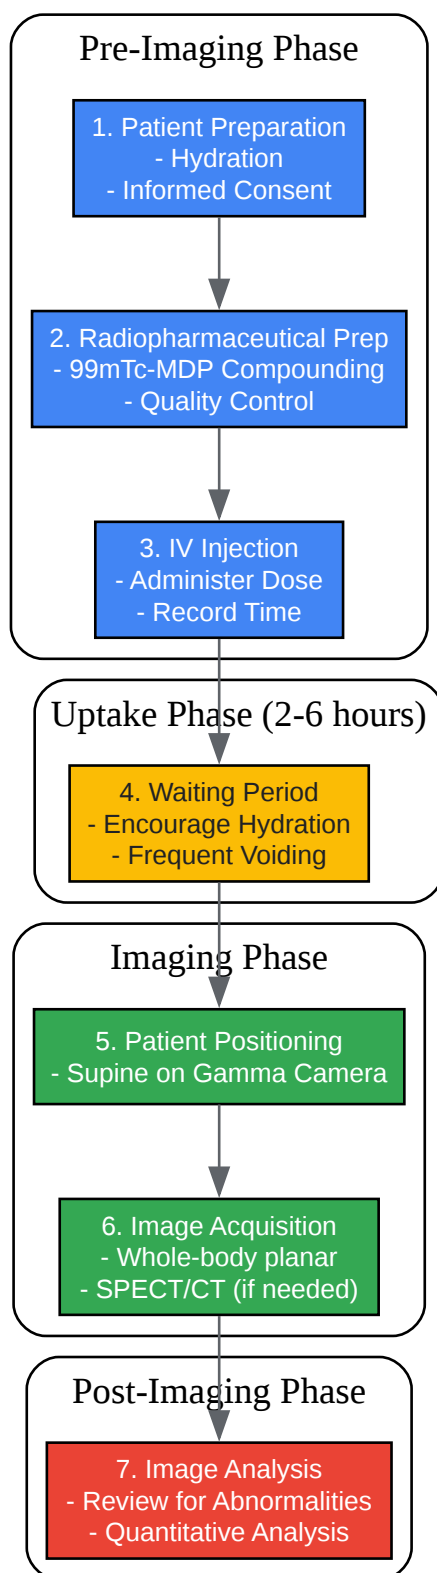 Pre-Imaging Phase
1. Patient Preparation
- Hydration
- Informed Consent
2. Radiopharmaceutical Prep
- 99mTc-MDP Compounding
- Quality Control
3. IV Injection
- Administer Dose
- Record Time
Uptake Phase (2-6 hours)
4. Waiting Period
- Encourage Hydration
- Frequent Voiding
Imaging Phase
5. Patient Positioning
- Supine on Gamma Camera
6. Image Acquisition
- Whole-body planar
- SPECT/CT (if needed)
Post-Imaging Phase
7. Image Analysis
- Review for Abnormalities
- Quantitative Analysis